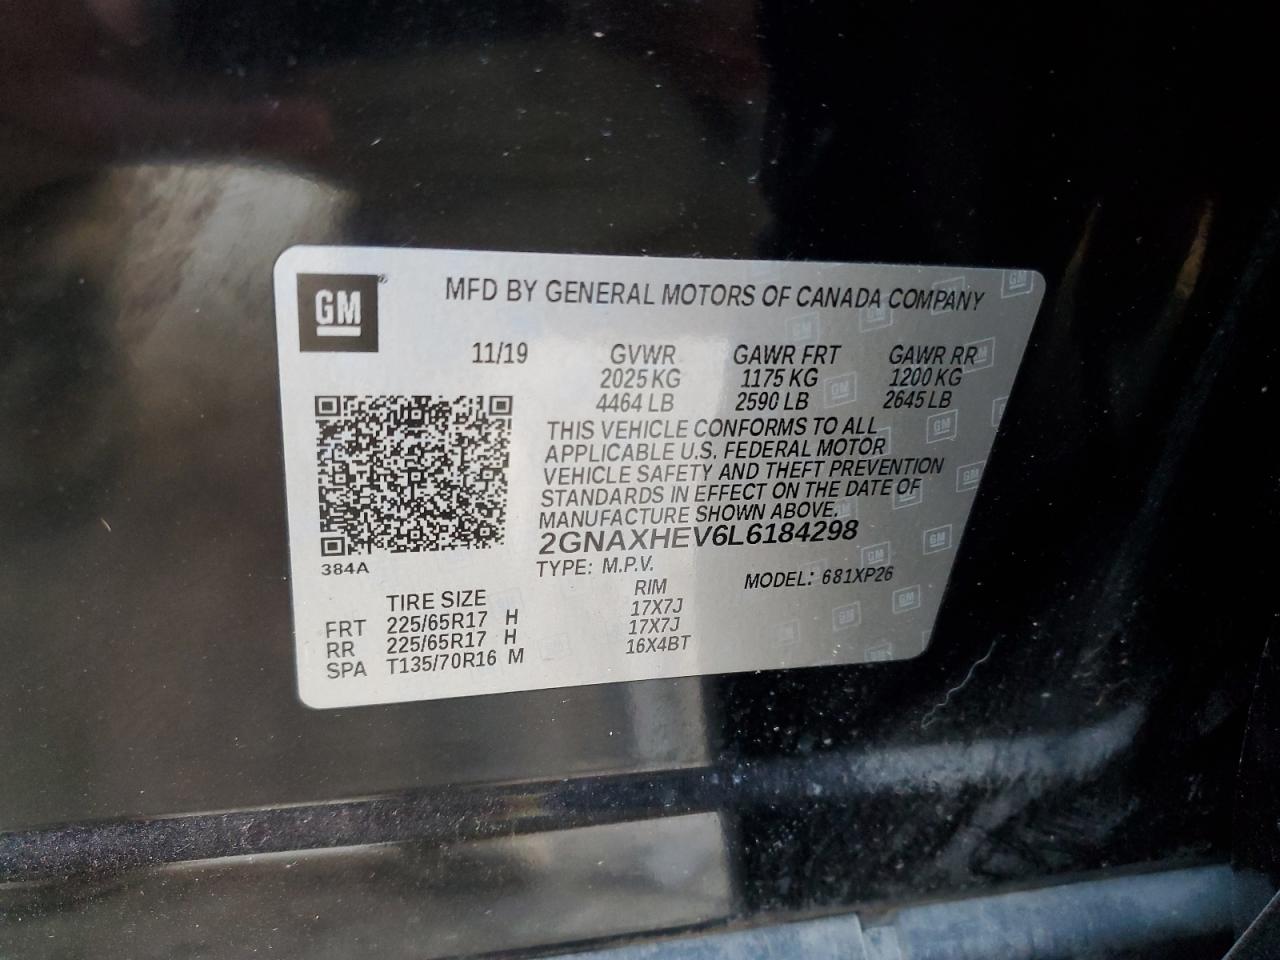 GM ®
MFD BY GENERAL MOTORS OF CANADA COMPANY
11/19 GVWR GAWR FRT GAWR RR
2025 KG 1175 KG 1200 KG
4464 LB 2590 LB 2645 LB
THIS VEHICLE CONFORMS TO ALL
APPLICABLE U.S. FEDERAL MOTOR
VEHICLE SAFETY AND THEFT PREVENTION
STANDARDS IN EFFECT ON THE DATE OF
MANUFACTURE SHOWN ABOVE.
2GNAXHEV6L6184298
384A
TYPE: M.P.V. MODEL: 681XP26
TIRE SIZE RIM
FRT 225/65R17 H 17X7J
RR 225/65R17 H 17X7J
SPA T135/70R16 M 16X4BT